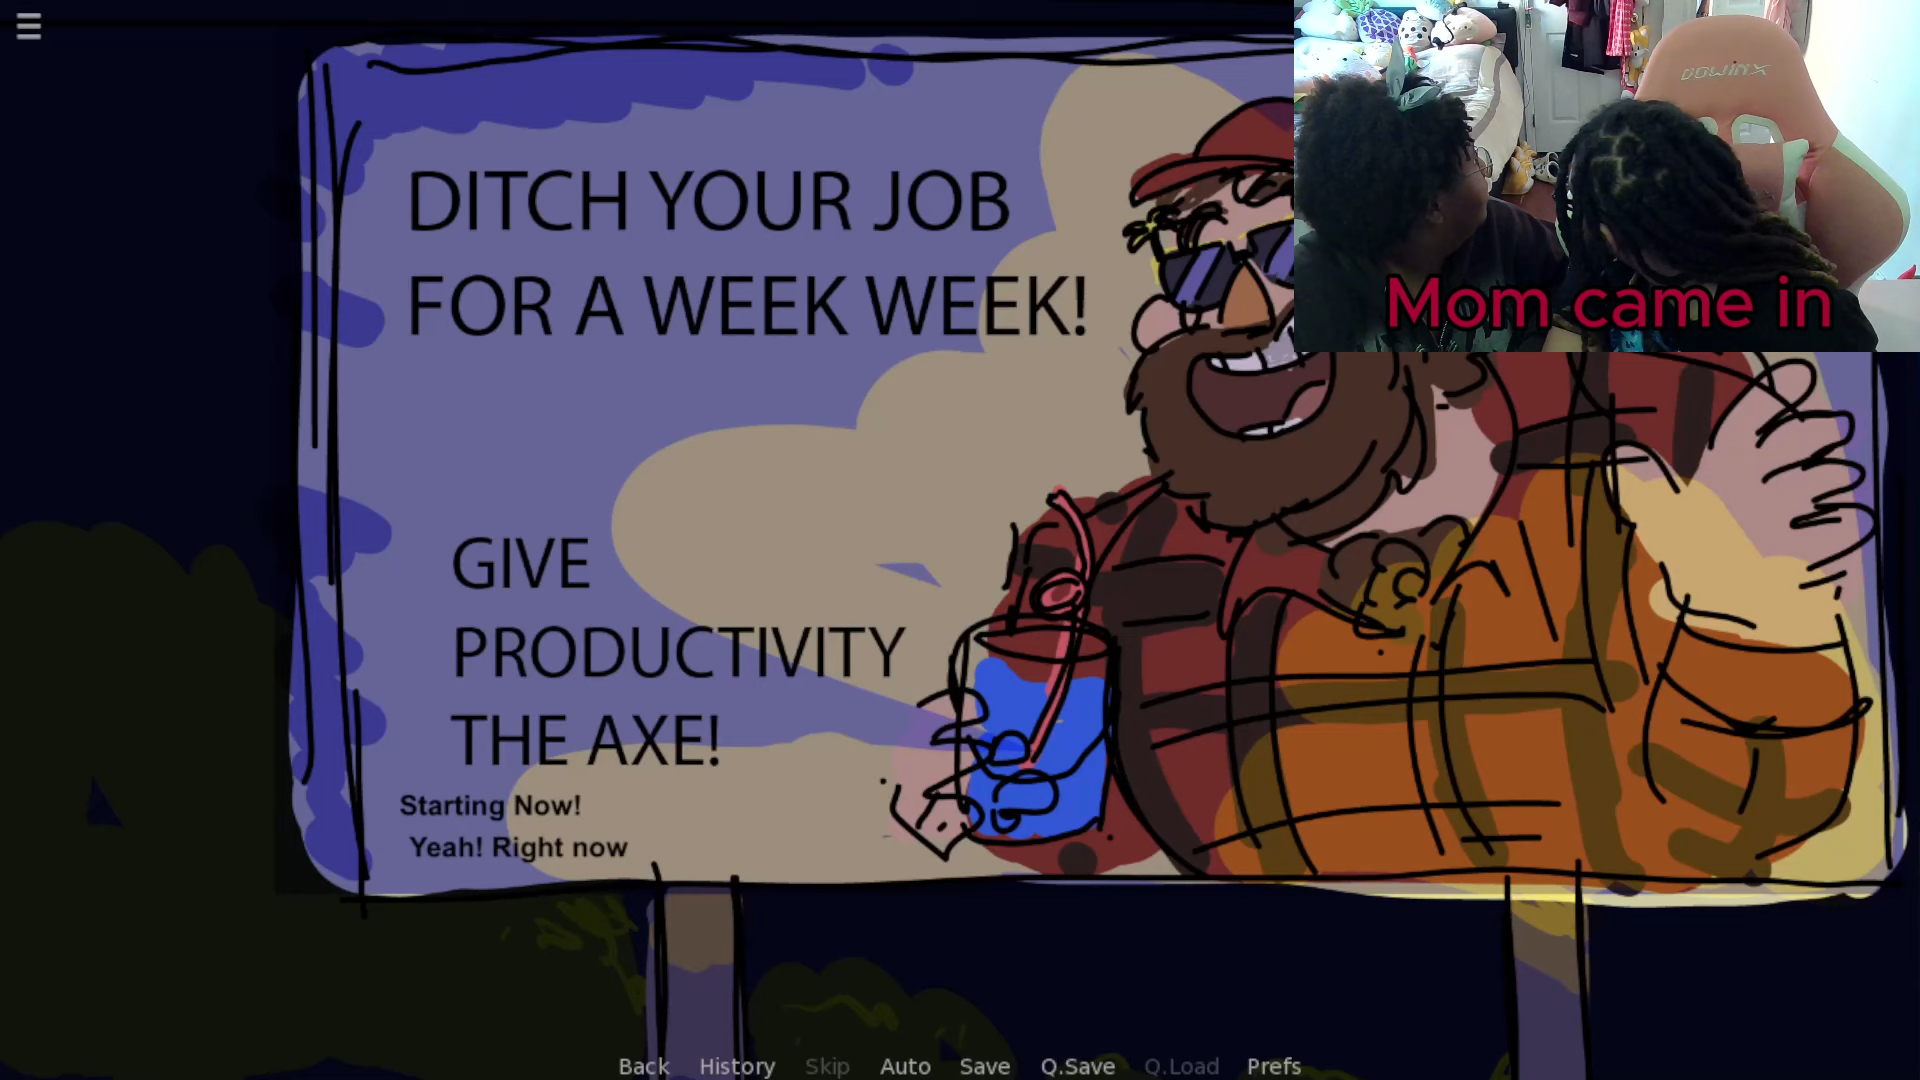 DITCH YOUR JOB
FOR A WEEK WEEK!
GIVE
PRODUCTIVITY
THE AXE!
Starting Now!
Yeah! Right now
DOWINX
Mom came in
Back History Skip Auto Save Q.Save Q.Load Prefs